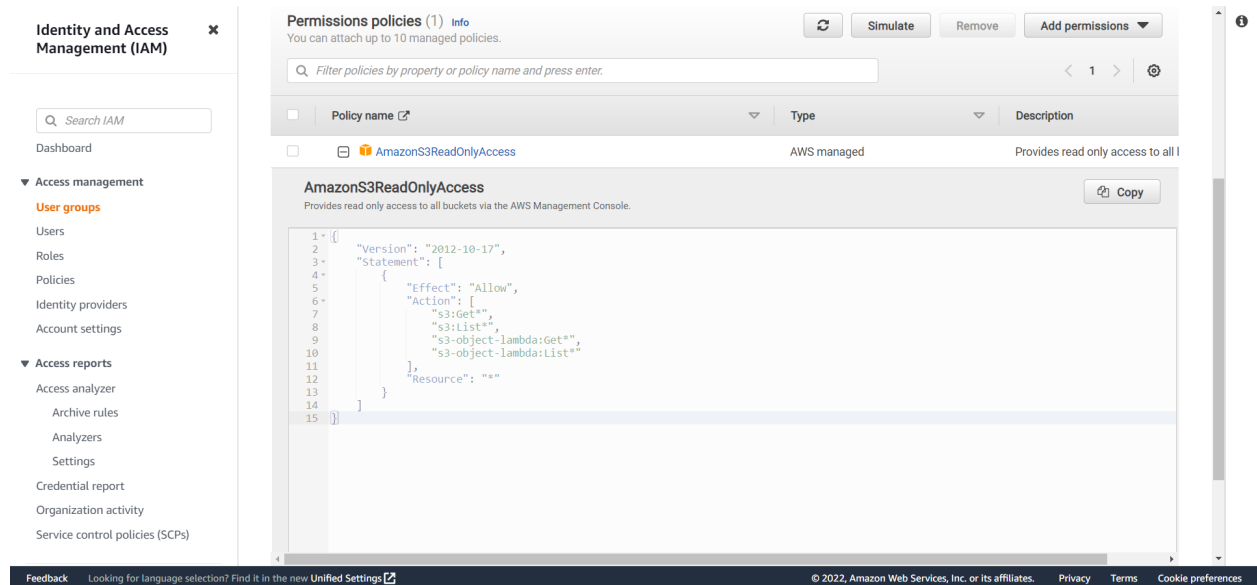 Identity and Access
Management (IAM)
Search IAM
Dashboard
Access management
User groups
Users
Roles
Policies
Identity providers
Account settings
Access reports
Access analyzer
Archive rules
Analyzers
Settings
Credential report
Organization activity
Service control policies (SCPs)
Permissions policies (1) Info
You can attach up to 10 managed policies.
Simulate Remove Add permissions
Filter policies by property or policy name and press enter.
1
Policy name Type Description
AmazonS3ReadOnlyAccess AWS managed Provides read only access to all
AmazonS3ReadOnlyAccess
Provides read only access to all buckets via the AWS Management Console.
Copy
1 {
2 "Version": "2012-10-17",
3 "Statement": [
4 {
5 "Effect": "Allow",
6 "Action": [
7 "s3:Get*",
8 "s3:List*",
9 "s3-object-lambda:Get*",
10 "s3-object-lambda:List*"
11 ],
12 "Resource": "*"
13 }
14 ]
15 }
Feedback Looking for language selection? Find it in the new Unified Settings © 2022, Amazon Web Services, Inc. or its affiliates. Privacy Terms Cookie preferences